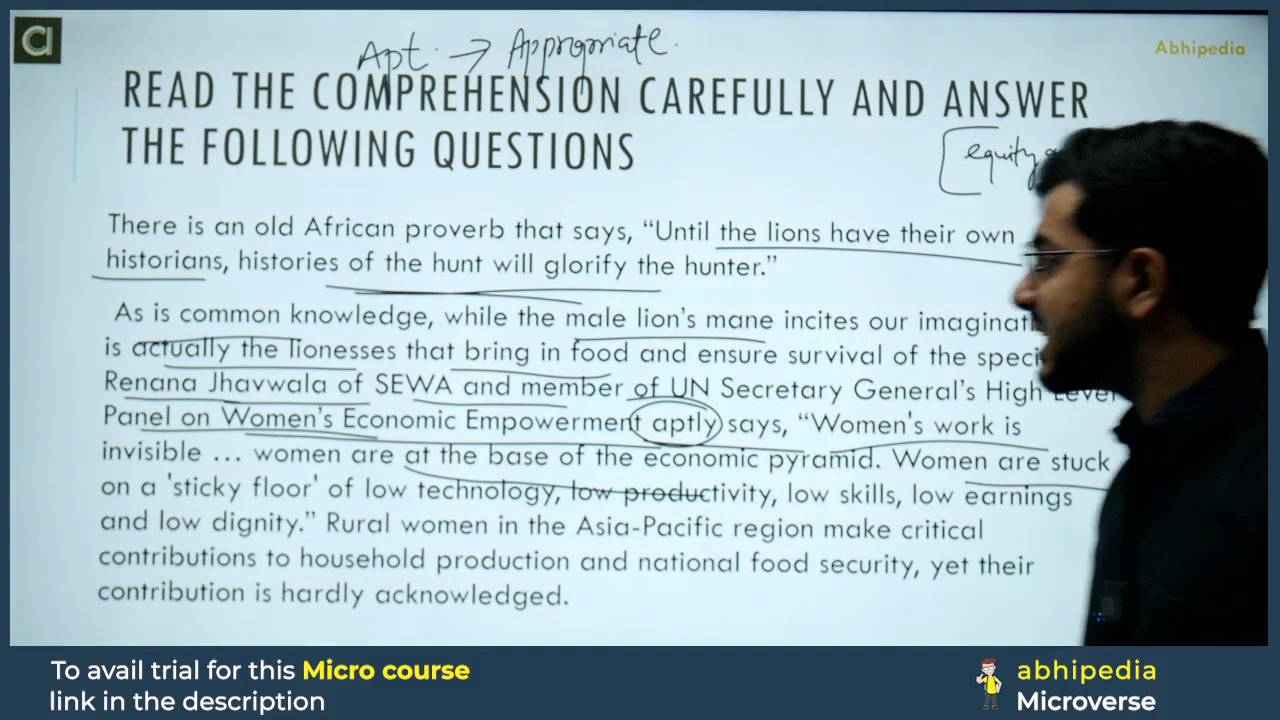 Apt. → Appropriate.
Abhipedia
READ THE COMPREHENSION CAREFULLY AND ANSWER
THE FOLLOWING QUESTIONS
equity
There is an old African proverb that says, “Until the lions have their own
historians, histories of the hunt will glorify the hunter.”
As is common knowledge, while the male lion's mane incites our
is actually the lionesses that bring in food and ensure survival of the
Renana Jhavwala of SEWA and member of UN Secretary General's High Level
Panel on Women's Economic Empowerment aptly says, “Women's work is
invisible ... women are at the base of the economic pyramid. Women are stuck
on a 'sticky floor' of low technology, low productivity, low skills, low earnings
and low dignity.” Rural women in the Asia-Pacific region make critical
contributions to household production and national food security, yet their
contribution is hardly acknowledged.
To avail trial for this Micro course
link in the description
abhipedia
Microverse